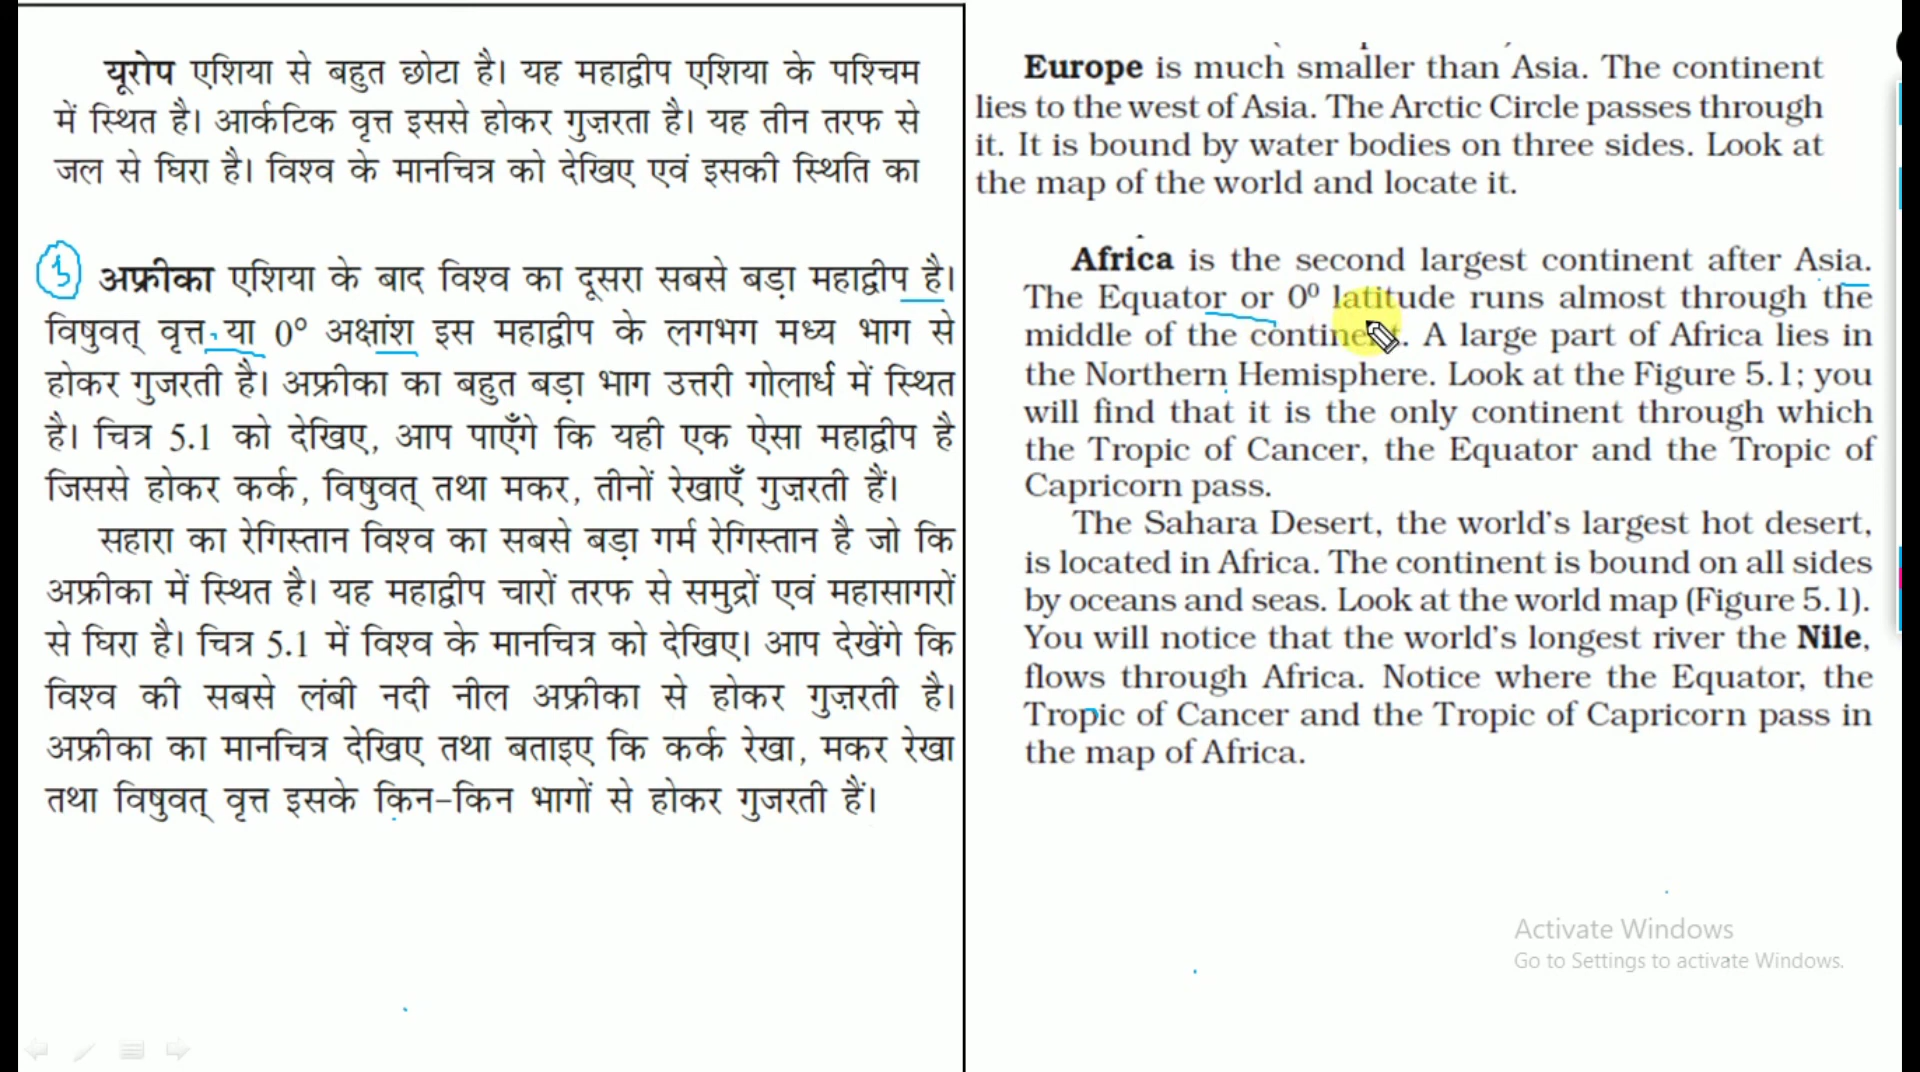 यूरोप एशिया से बहुत छोटा है। यह महाद्वीप एशिया के पश्चिम
में स्थित है। आर्कटिक वृत्त इससे होकर गुज़रता है। यह तीन तरफ से
जल से घिरा है। विश्व के मानचित्र को देखिए एवं इसकी स्थिति का
1 अफ्रीका एशिया के बाद विश्व का दूसरा सबसे बड़ा महाद्वीप है।
विषुवत् वृत्त या 0° अक्षांश इस महाद्वीप के लगभग मध्य भाग से
होकर गुजरती है। अफ्रीका का बहुत बड़ा भाग उत्तरी गोलार्ध में स्थित
है। चित्र 5.1 को देखिए, आप पाएँगे कि यही एक ऐसा महाद्वीप है
जिससे होकर कर्क, विषुवत् तथा मकर, तीनों रेखाएँ गुज़रती हैं।
सहारा का रेगिस्तान विश्व का सबसे बड़ा गर्म रेगिस्तान है जो कि
अफ्रीका में स्थित है। यह महाद्वीप चारों तरफ से समुद्रों एवं महासागरों
से घिरा है। चित्र 5.1 में विश्व के मानचित्र को देखिए। आप देखेंगे कि
विश्व की सबसे लंबी नदी नील अफ्रीका से होकर गुज़रती है।
अफ्रीका का मानचित्र देखिए तथा बताइए कि कर्क रेखा, मकर रेखा
तथा विषुवत् वृत्त इसके किन-किन भागों से होकर गुजरती हैं।
Europe is much smaller than Asia. The continent
lies to the west of Asia. The Arctic Circle passes through
it. It is bound by water bodies on three sides. Look at
the map of the world and locate it.
Africa is the second largest continent after Asia.
The Equator or 0⁰ latitude runs almost through the
middle of the continent. A large part of Africa lies in
the Northern Hemisphere. Look at the Figure 5.1; you
will find that it is the only continent through which
the Tropic of Cancer, the Equator and the Tropic of
Capricorn pass.
The Sahara Desert, the world's largest hot desert,
is located in Africa. The continent is bound on all sides
by oceans and seas. Look at the world map (Figure 5.1).
You will notice that the world's longest river the Nile,
flows through Africa. Notice where the Equator, the
Tropic of Cancer and the Tropic of Capricorn pass in
the map of Africa.
Activate Windows
Go to Settings to activate Windows.